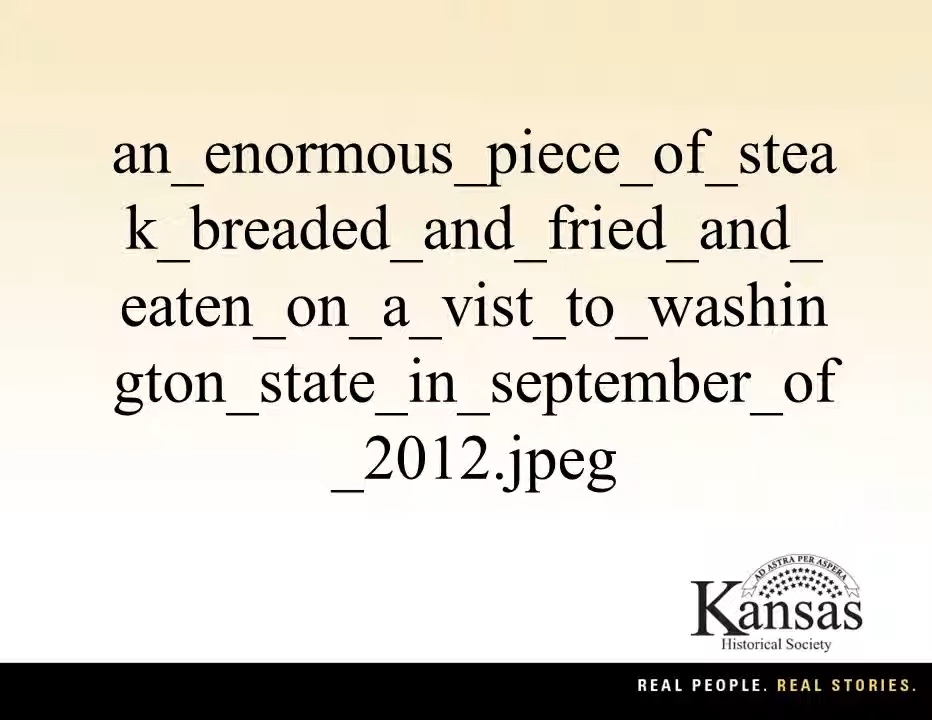 an_enormous_piece_of_stea
k_breaded_and_fried_and_
eaten_on_a_vist_to_washin
gton_state_in_september_of
_2012.jpeg
AD ASTRA PER ASPERA
Kansas
Historical Society
REAL PEOPLE. REAL STORIES.